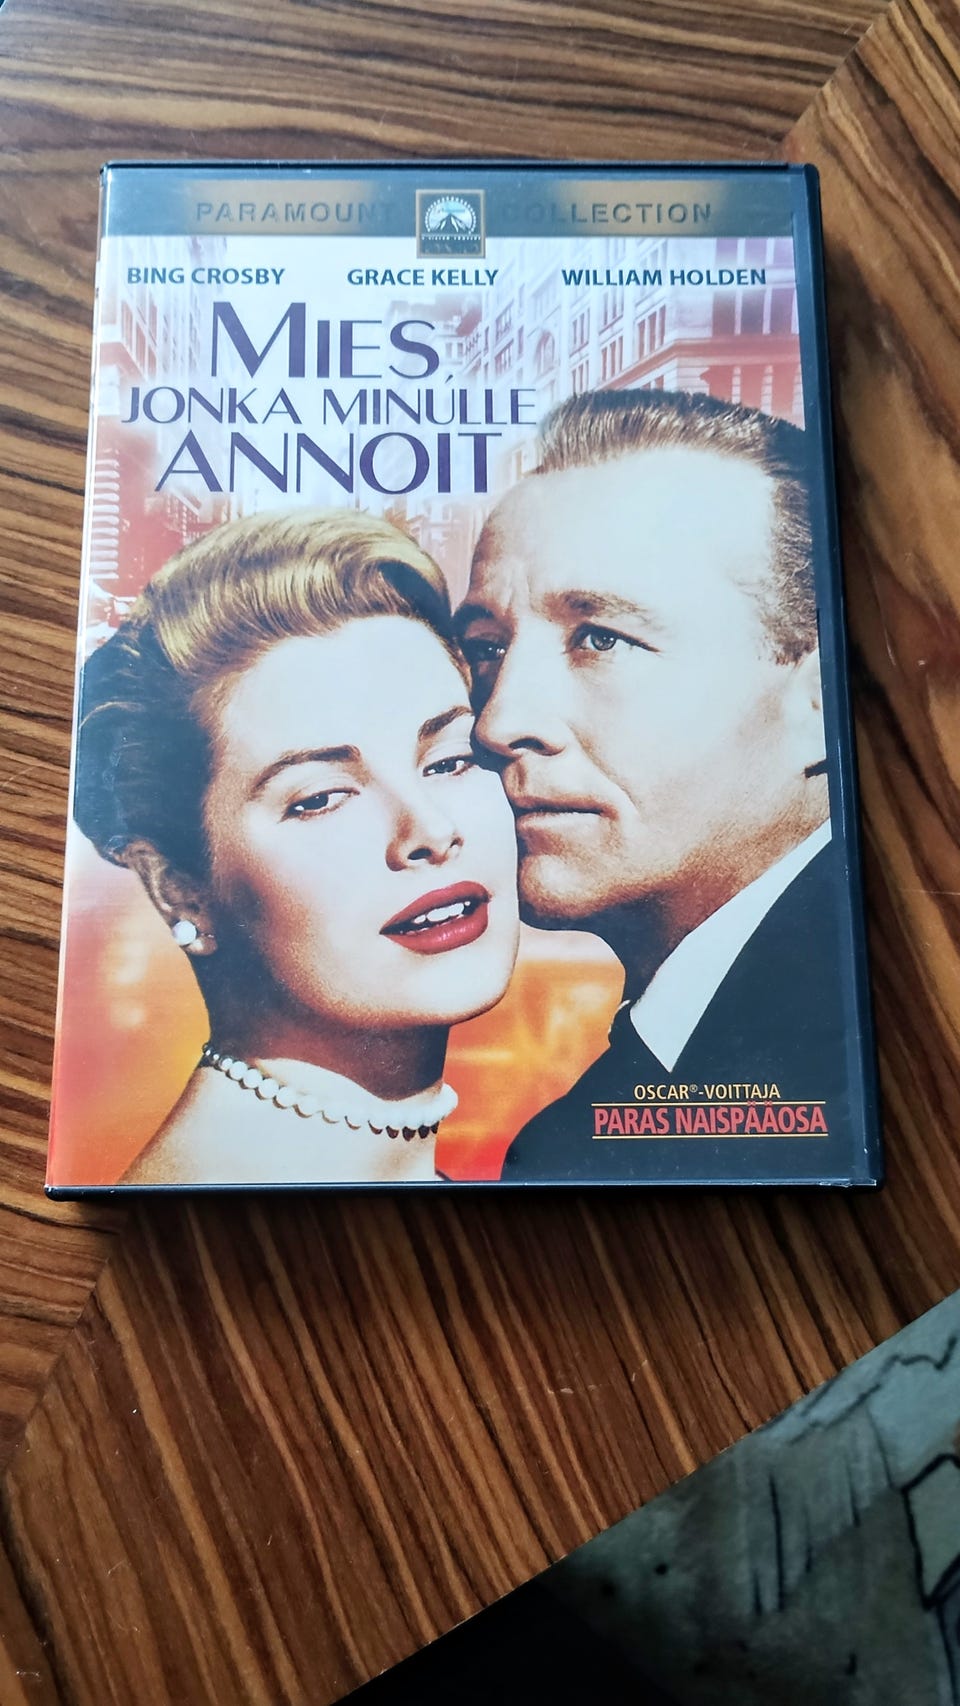 PARAMOUNT COLLECTION
BING CROSBY GRACE KELLY WILLIAM HOLDEN
MIES,
JONKA MINULLE
ANNOIT
OSCAR®-VOITTAJA
PARAS NAISPÄÄOSA